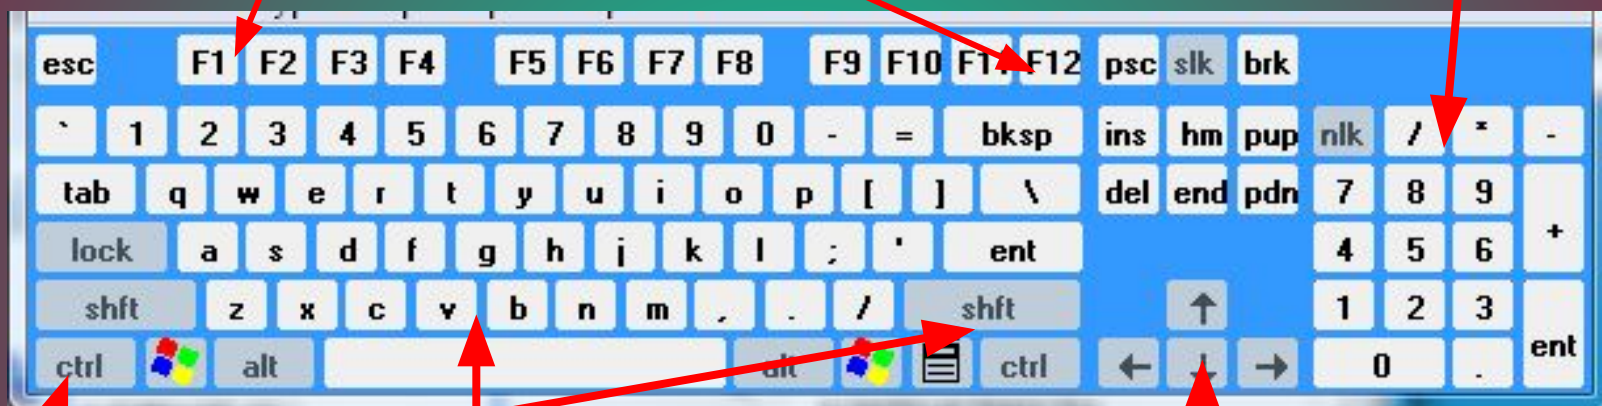 esc F1 F2 F3 F4 F5 F6 F7 F8 F9 F10 F11 F12 psc slk brk
` 1 2 3 4 5 6 7 8 9 0 - = bksp ins hm pup nlk / * -
tab q w e r t y u i o p [ ] \ del end pdn 7 8 9 +
lock a s d f g h j k l ; ' ent 4 5 6
shft z x c v b n m , . / shft ↑ 1 2 3 ent
ctrl alt alt ctrl ← ↓ → 0 .